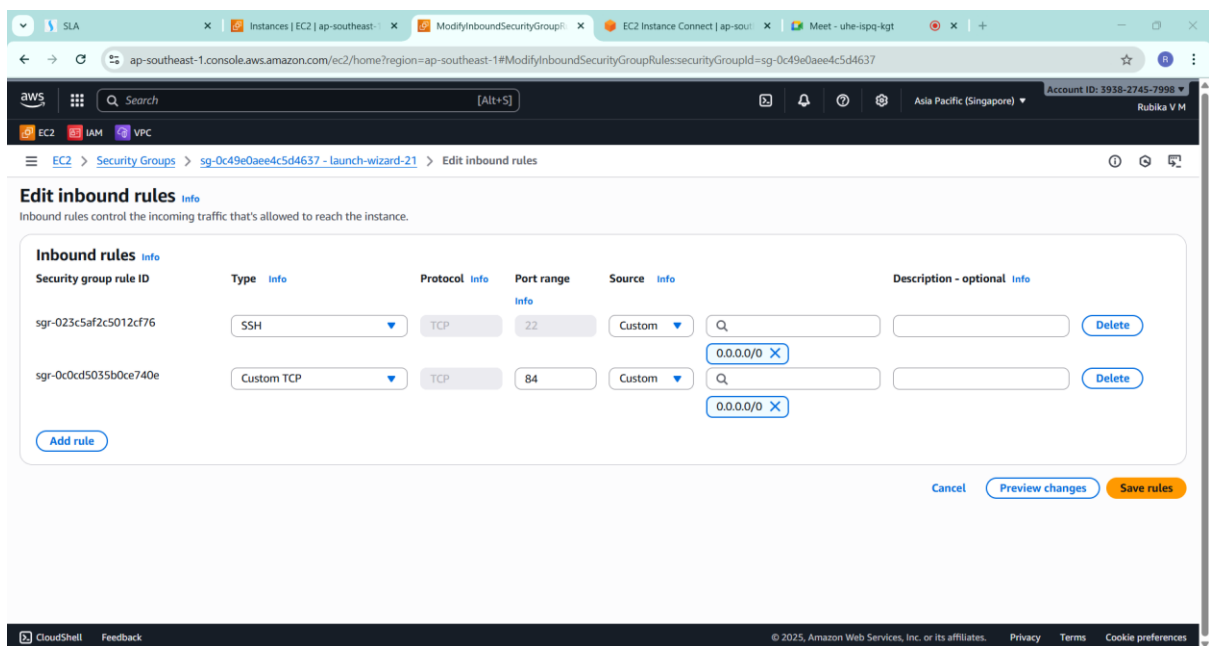 SLA
Instances | EC2 | ap-southeast-1
ModifyInboundSecurityGroupR
EC2 Instance Connect | ap-sout
Meet - uhe-ispq-kgt
ap-southeast-1.console.aws.amazon.com/ec2/home?region=ap-southeast-1#ModifyInboundSecurityGroupRules:securityGroupId=sg-0c49e0aee4c5d4637
R
aws
Search [Alt+S]
Asia Pacific (Singapore)
Account ID: 3938-2745-7998
Rubika V M
EC2 IAM VPC
EC2 > Security Groups > sg-0c49e0aee4c5d4637 - launch-wizard-21 > Edit inbound rules
Edit inbound rules Info
Inbound rules control the incoming traffic that's allowed to reach the instance.
Inbound rules Info
Security group rule ID Type Info Protocol Info Port range Info Source Info Description - optional Info
sgr-023c5af2c5012cf76 SSH TCP 22 Custom Delete
0.0.0.0/0
sgr-0c0cd5035b0ce740e Custom TCP TCP 84 Custom Delete
0.0.0.0/0
Add rule
Cancel Preview changes Save rules
CloudShell Feedback © 2025, Amazon Web Services, Inc. or its affiliates. Privacy Terms Cookie preferences